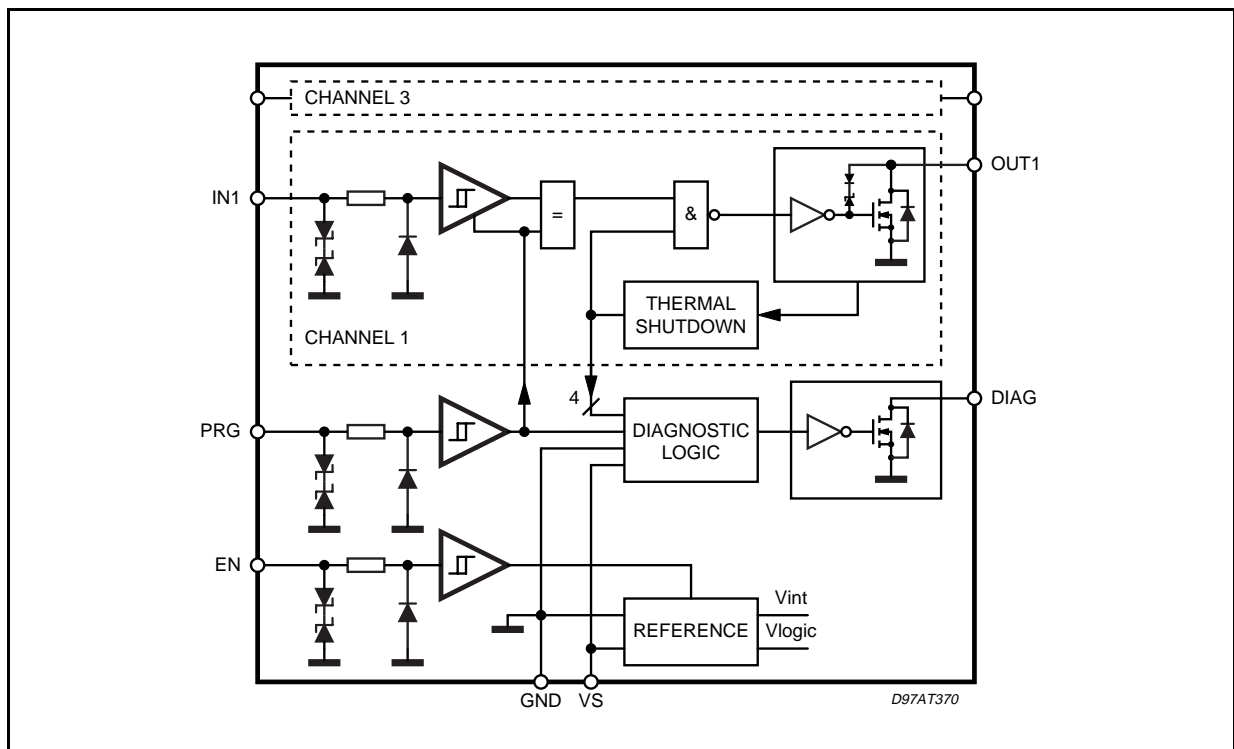 CHANNEL 3
OUT1
IN1
=
&
THERMAL
SHUTDOWN
CHANNEL 1
4
DIAG
PRG
DIAGNOSTIC
LOGIC
EN
Vint
REFERENCE
Vlogic
GND
VS
D97AT370